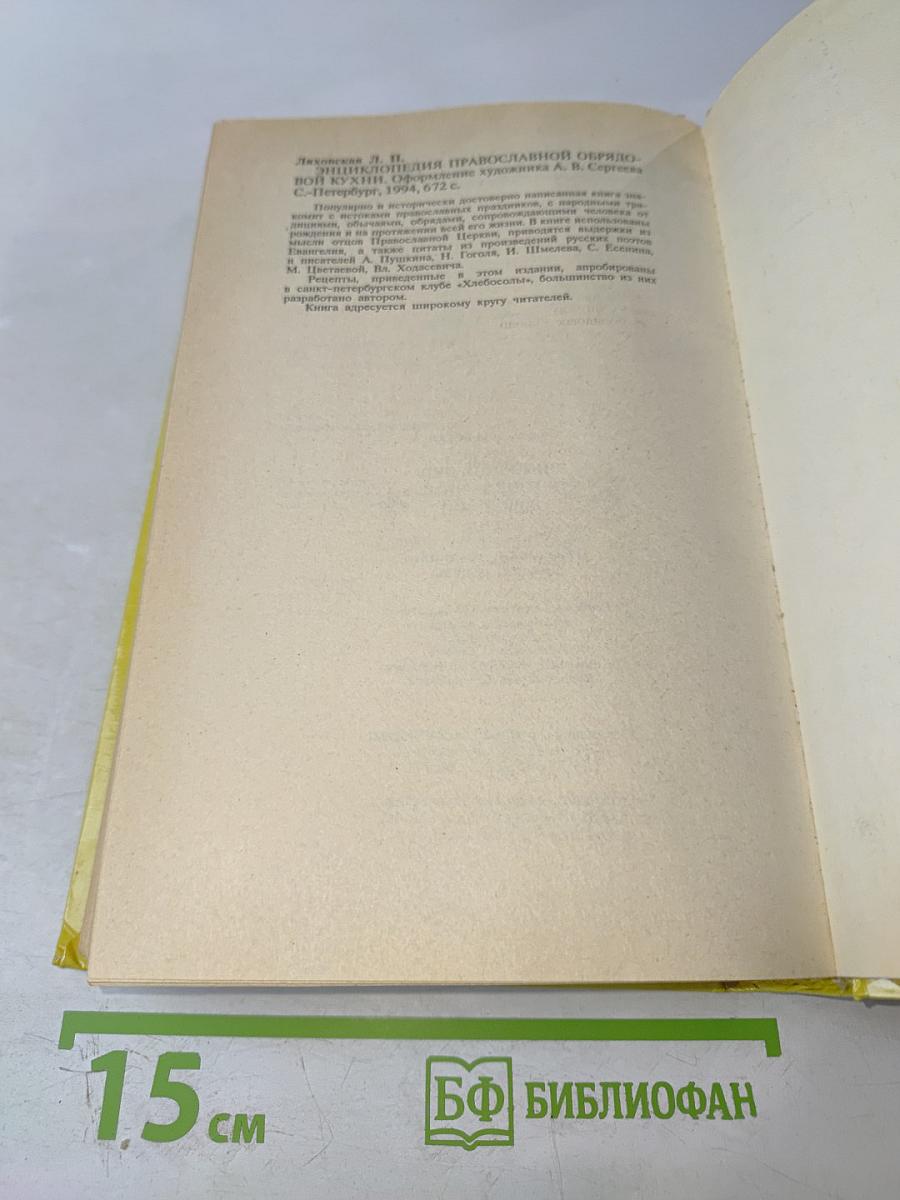 Ляховская Л. П.
ЭНЦИКЛОПЕДИЯ ПРАВОСЛАВНОЙ ОБРЯДО-
ВОЙ КУХНИ. Оформление художника А. В. Сергеева
С.-Петербург, 1994, 672 с.
Популярно и исторически достоверно написанная книга зна-
комит с истоками православных праздников, с народными тра-
дициями, обычаями, обрядами, сопровождающими человека от
рождения и на протяжении всей его жизни. В книге использованы
мысли отцов Православной Церкви, приводятся выдержки из
Евангелия, а также цитаты из произведений русских поэтов
и писателей А. Пушкина, Н. Гоголя, И. Шмелева, С. Есенина,
М. Цветаевой, Вл. Ходасевича.
Рецепты, приведенные в этом издании, апробированы
в санкт-петербургском клубе «Хлебосолы», большинство из них
разработано автором.
Книга адресуется широкому кругу читателей.
15 см
БФ БИБЛИОФАН